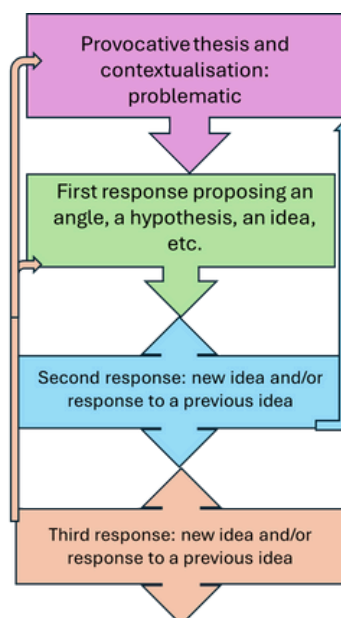 Provocative thesis and
contextualisation:
problematic
First response proposing an
angle, a hypothesis, an idea,
etc.
Second response: new idea and/or
response to a previous idea
Third response: new idea and/or
response to a previous idea